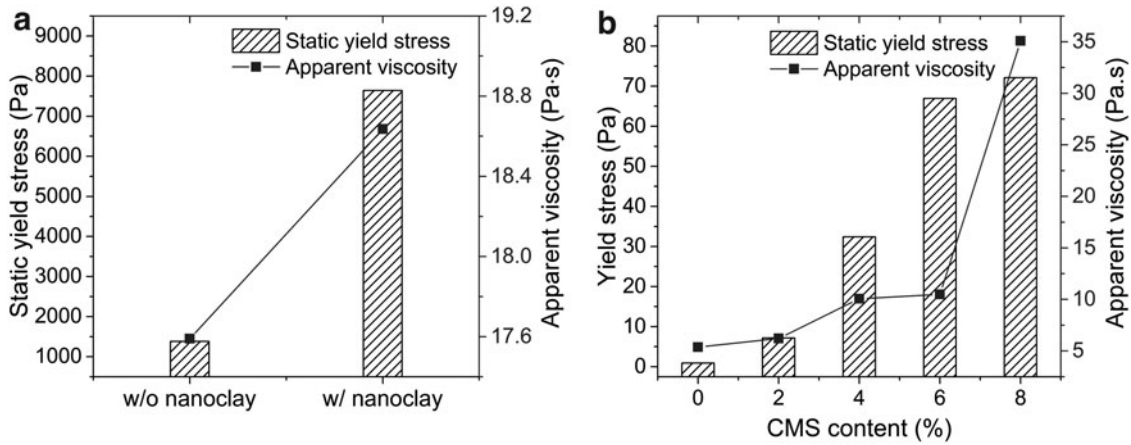 a
Static yield stress (Pa)
9000
8000
7000
6000
5000
4000
3000
2000
1000
Static yield stress
Apparent viscosity
19.2
18.8
18.4
18.0
17.6
Apparent viscosity (Pa·s)
w/o nanoclay
w/ nanoclay
b
Yield stress (Pa)
80
70
60
50
40
30
20
10
0
Static yield stress
Apparent viscosity
35
30
25
20
15
10
5
Apparent viscosity (Pa.s)
0 2 4 6 8
CMS content (%)